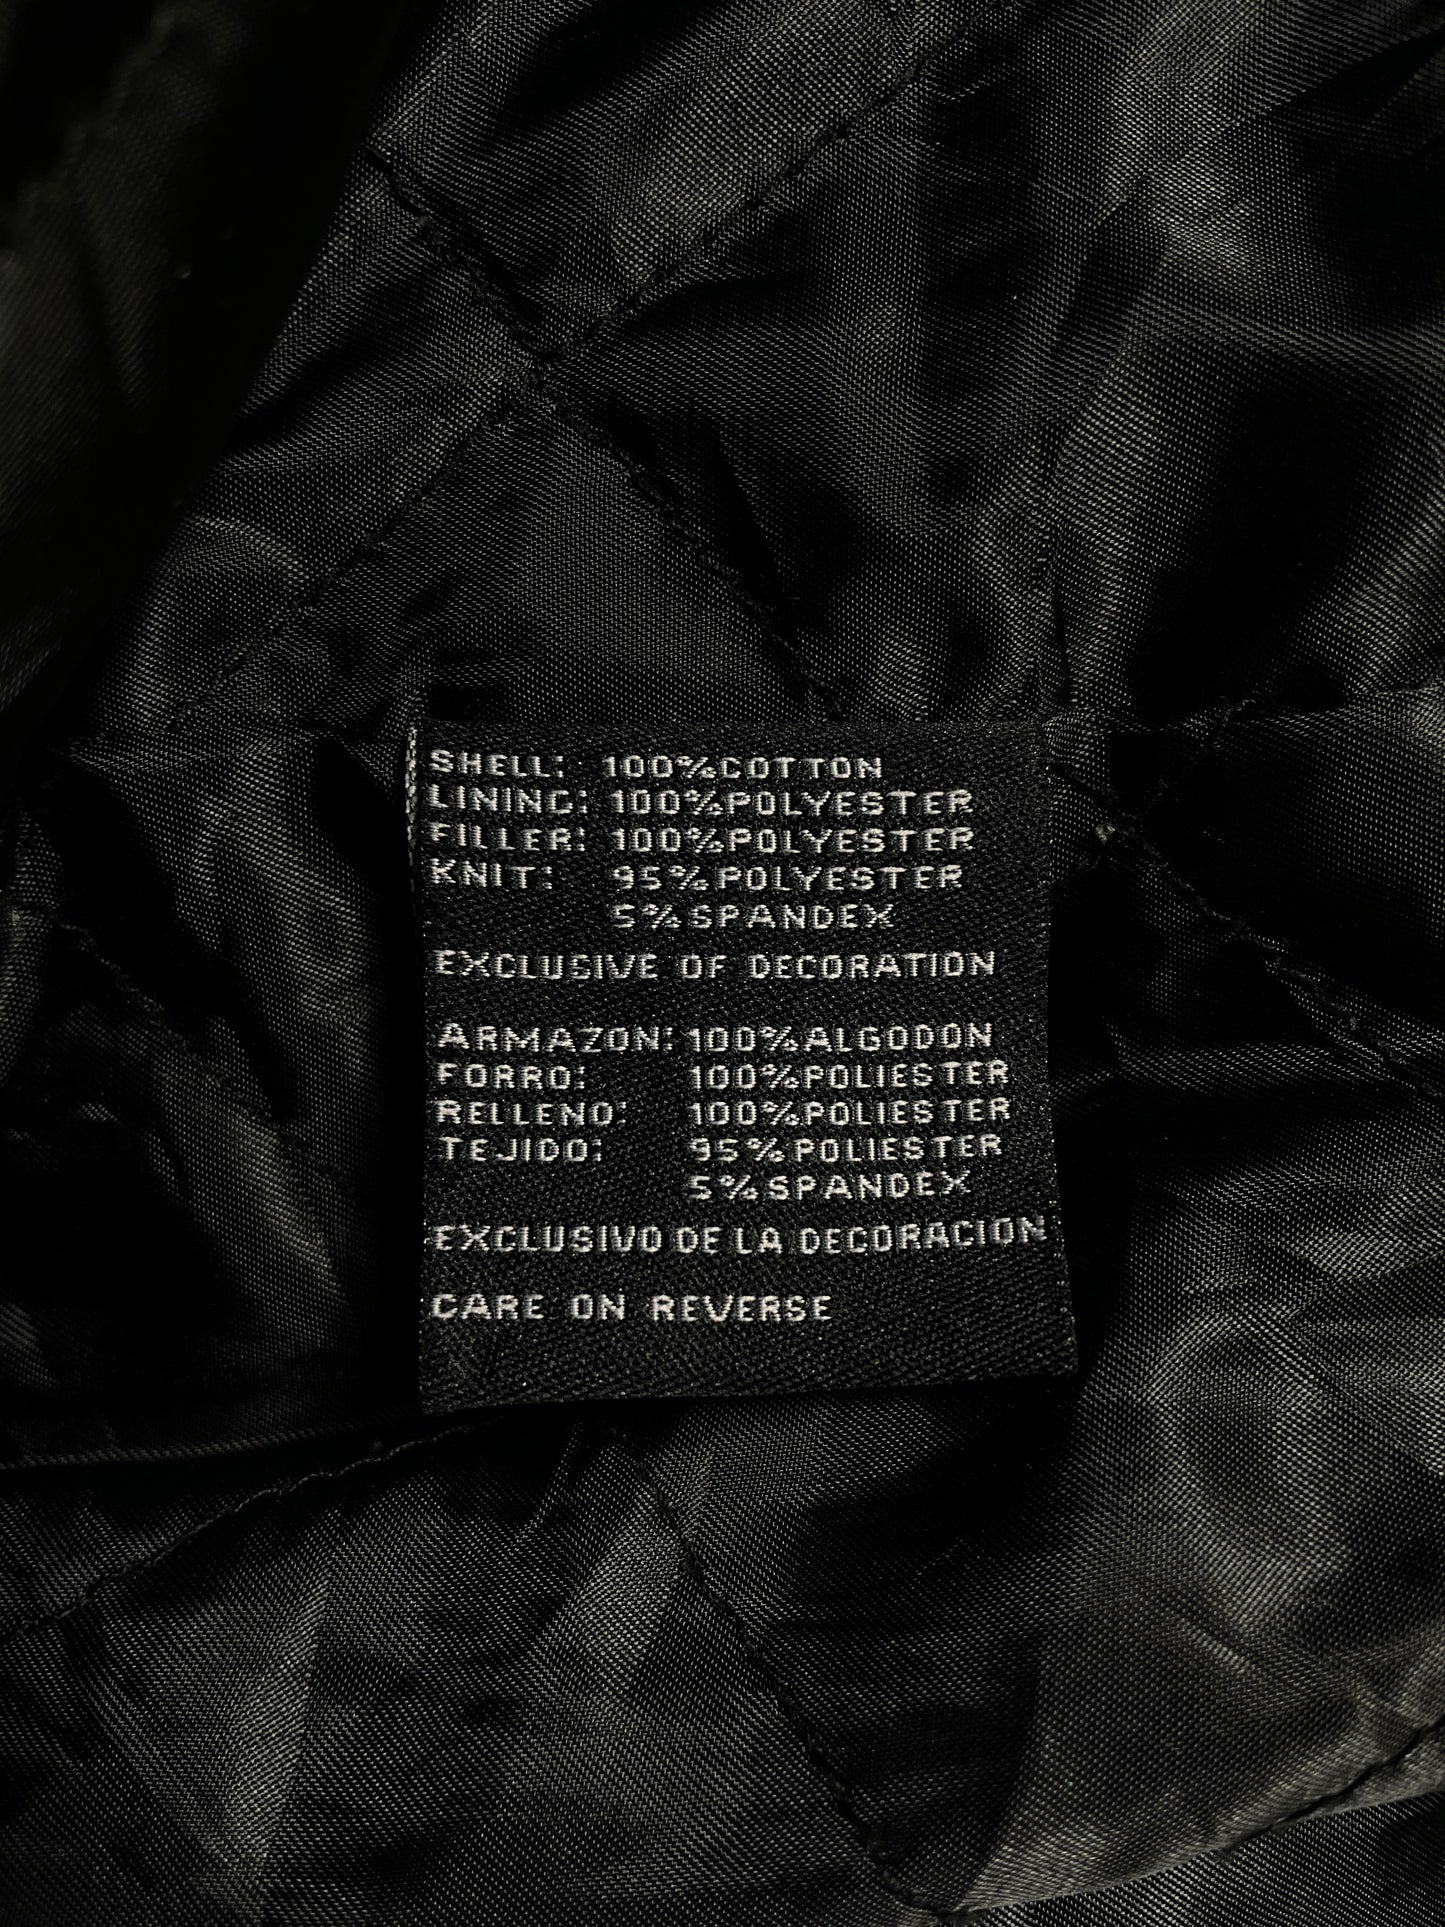 SHELL: 100%COTTON
LINING: 100%POLYESTER
FILLER: 100%POLYESTER
KNIT: 95%POLYESTER
5%SPANDEX
EXCLUSIVE OF DECORATION
ARMAZON: 100%ALGODON
FORRO: 100%POLIESTER
RELLENO: 100%POLIESTER
TEJIDO: 95%POLIESTER
5%SPANDEX
EXCLUSIVO DE LA DECORACION
CARE ON REVERSE